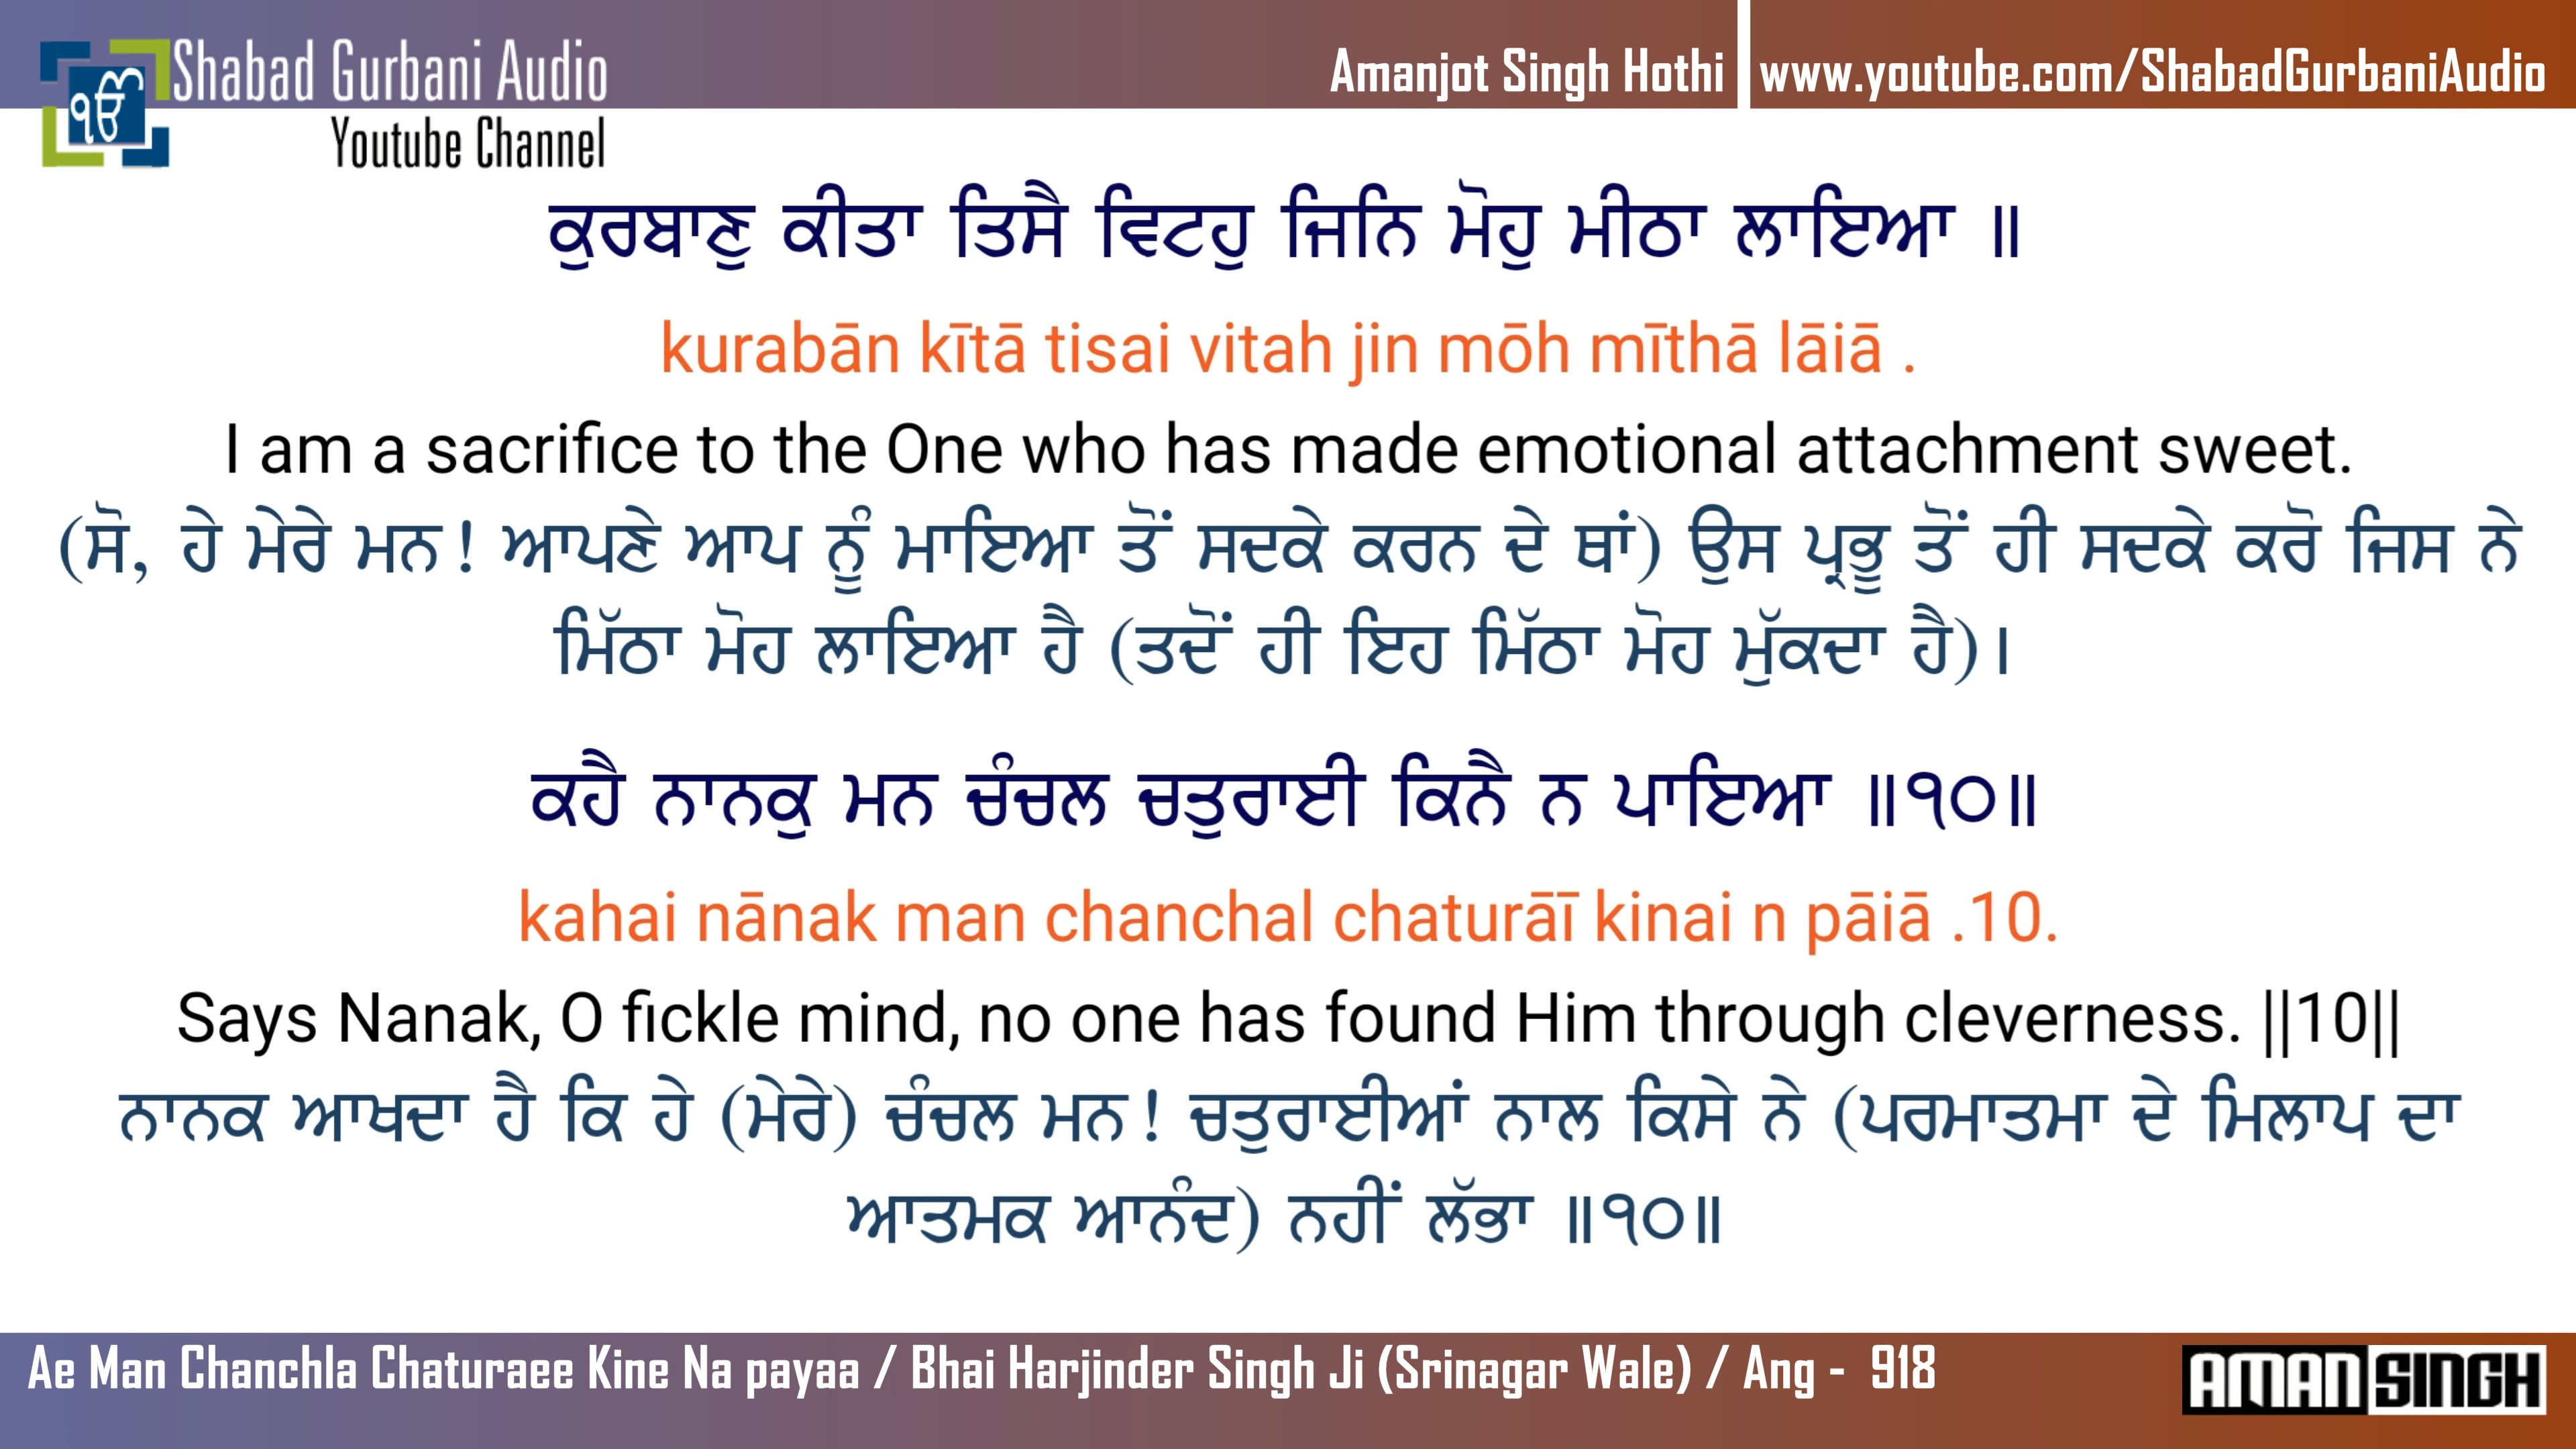 Shabad Gurbani Audio
Youtube Channel
Amanjot Singh Hothi
www.youtube.com/ShabadGurbaniAudio
ੴ
ਕੁਰਬਾਣੁ ਕੀਤਾ ਤਿਸੈ ਵਿਟਹੁ ਜਿਨਿ ਮੋਹੁ ਮੀਠਾ ਲਾਇਆ ॥
kurabān kītā tisai vitah jin mōh mīthā lāiā .
I am a sacrifice to the One who has made emotional attachment sweet.
(ਸੋ, ਹੇ ਮੇਰੇ ਮਨ! ਆਪਣੇ ਆਪ ਨੂੰ ਮਾਇਆ ਤੋਂ ਸਦਕੇ ਕਰਨ ਦੇ ਥਾਂ) ਉਸ ਪ੍ਰਭੂ ਤੋਂ ਹੀ ਸਦਕੇ ਕਰੋ ਜਿਸ ਨੇ
ਮਿੱਠਾ ਮੋਹ ਲਾਇਆ ਹੈ (ਤਦੋਂ ਹੀ ਇਹ ਮਿੱਠਾ ਮੋਹ ਮੁੱਕਦਾ ਹੈ)।
ਕਹੈ ਨਾਨਕੁ ਮਨ ਚੰਚਲ ਚਤੁਰਾਈ ਕਿਨੈ ਨ ਪਾਇਆ ॥੧੦॥
kahai nānak man chanchal chaturāī kinai n pāiā .10.
Says Nanak, O fickle mind, no one has found Him through cleverness. ||10||
ਨਾਨਕ ਆਖਦਾ ਹੈ ਕਿ ਹੇ (ਮੇਰੇ) ਚੰਚਲ ਮਨ! ਚਤੁਰਾਈਆਂ ਨਾਲ ਕਿਸੇ ਨੇ (ਪਰਮਾਤਮਾ ਦੇ ਮਿਲਾਪ ਦਾ
ਆਤਮਕ ਆਨੰਦ) ਨਹੀਂ ਲੱਭਾ ॥੧੦॥
Ae Man Chanchla Chaturaee Kine Na payaa / Bhai Harjinder Singh Ji (Srinagar Wale) / Ang - 918
AMAN SINGH